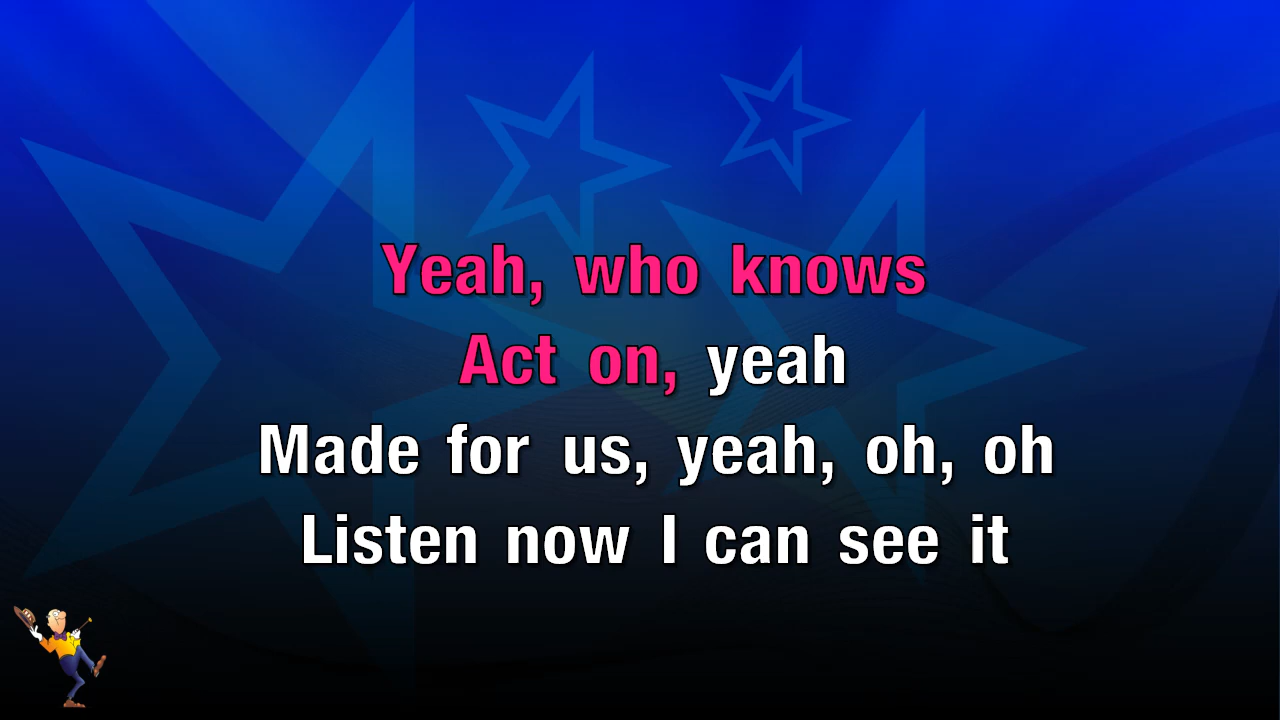 Yeah, who knows
Act on, yeah
Made for us, yeah, oh, oh
Listen now I can see it